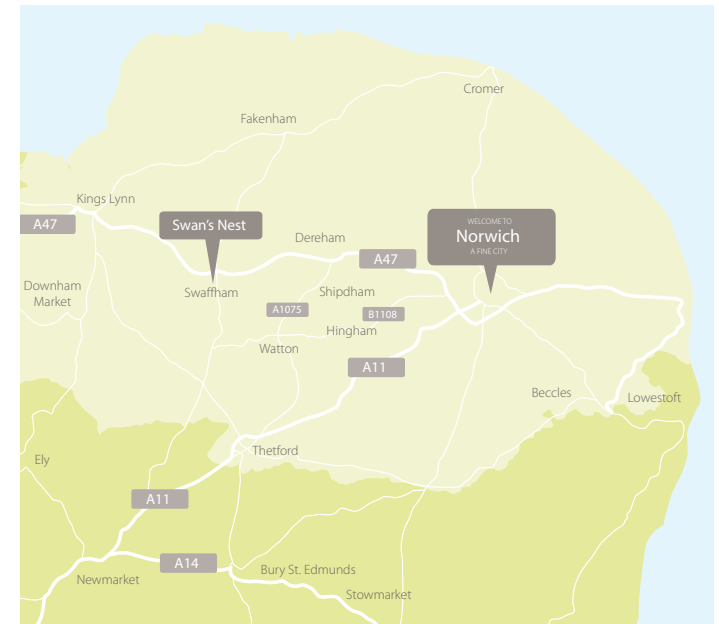 Cromer
Fakenham
Kings Lynn
A47
Swan's Nest
WELCOME TO
Norwich
A FINE CITY
Dereham
A47
Downham
Market
Swaffham
Shipdham
A1075
B1108
Hingham
Watton
A11
Beccles
Lowestoft
Thetford
Ely
A11
A14
Newmarket
Bury St. Edmunds
Stowmarket